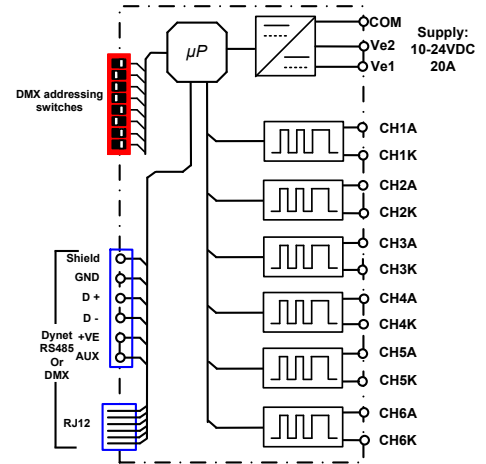 COM
Ve2
Ve1
Supply:
10-24VDC
20A
µP
DMX addressing
switches
CH1A
CH1K
CH2A
CH2K
CH3A
CH3K
CH4A
CH4K
CH5A
CH5K
CH6A
CH6K
Shield
GND
D +
D -
+VE
AUX
Dynet
RS485
Or
DMX
RJ12